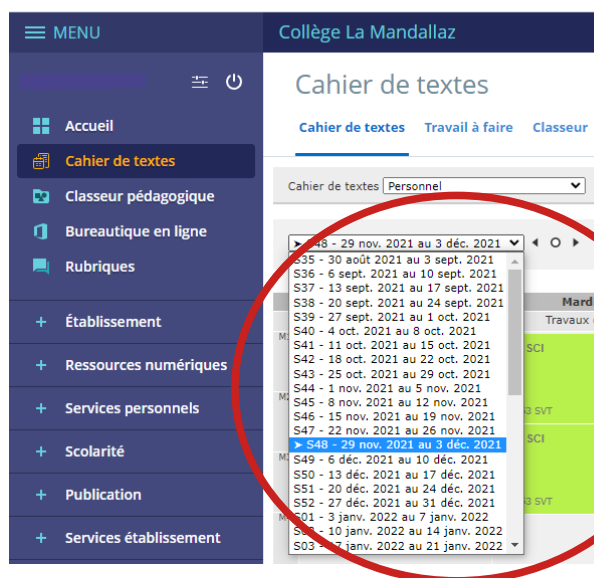 MENU
Collège La Mandallaz
Cahier de textes
Accueil
Cahier de textes
Classeur pédagogique
Bureautique en ligne
Rubriques
Établissement
Ressources numériques
Services personnels
Scolarité
Publication
Services établissement
Cahier de textes Travail à faire Classeur
Cahier de textes Personnel
➤ S48 - 29 nov. 2021 au 3 déc. 2021
S35 - 30 août 2021 au 3 sept. 2021
S36 - 6 sept. 2021 au 10 sept. 2021
S37 - 13 sept. 2021 au 17 sept. 2021
S38 - 20 sept. 2021 au 24 sept. 2021
S39 - 27 sept. 2021 au 1 oct. 2021
S40 - 4 oct. 2021 au 8 oct. 2021
S41 - 11 oct. 2021 au 15 oct. 2021
S42 - 18 oct. 2021 au 22 oct. 2021
S43 - 25 oct. 2021 au 29 oct. 2021
S44 - 1 nov. 2021 au 5 nov. 2021
S45 - 8 nov. 2021 au 12 nov. 2021
S46 - 15 nov. 2021 au 19 nov. 2021
S47 - 22 nov. 2021 au 26 nov. 2021
➤ S48 - 29 nov. 2021 au 3 déc. 2021
S49 - 6 déc. 2021 au 10 déc. 2021
S50 - 13 déc. 2021 au 17 déc. 2021
S51 - 20 déc. 2021 au 24 déc. 2021
S52 - 27 déc. 2021 au 31 déc. 2021
S01 - 3 janv. 2022 au 7 janv. 2022
S02 - 10 janv. 2022 au 14 janv. 2022
S03 - 17 janv. 2022 au 21 janv. 2022
Mard
Travaux
SCI
SVT
SCI
SVT